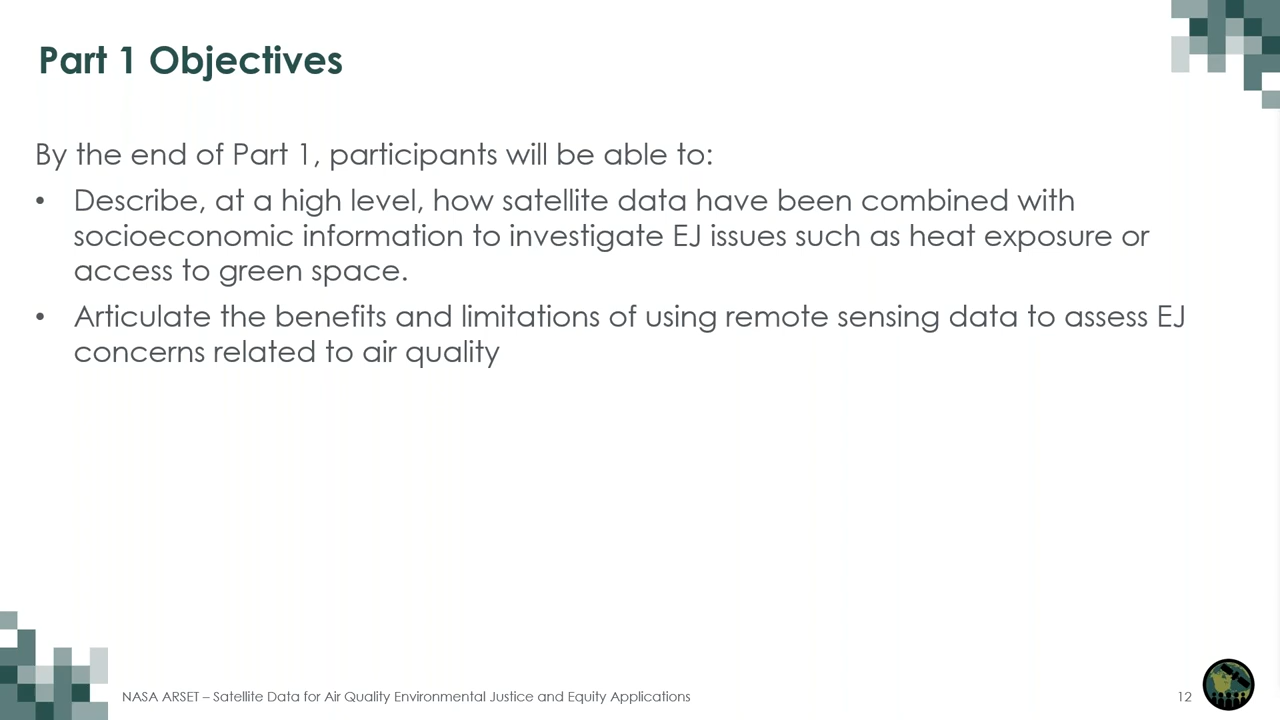 Part 1 Objectives
By the end of Part 1, participants will be able to:
• Describe, at a high level, how satellite data have been combined with
socioeconomic information to investigate EJ issues such as heat exposure or
access to green space.
• Articulate the benefits and limitations of using remote sensing data to assess EJ
concerns related to air quality
NASA ARSET – Satellite Data for Air Quality Environmental Justice and Equity Applications
12